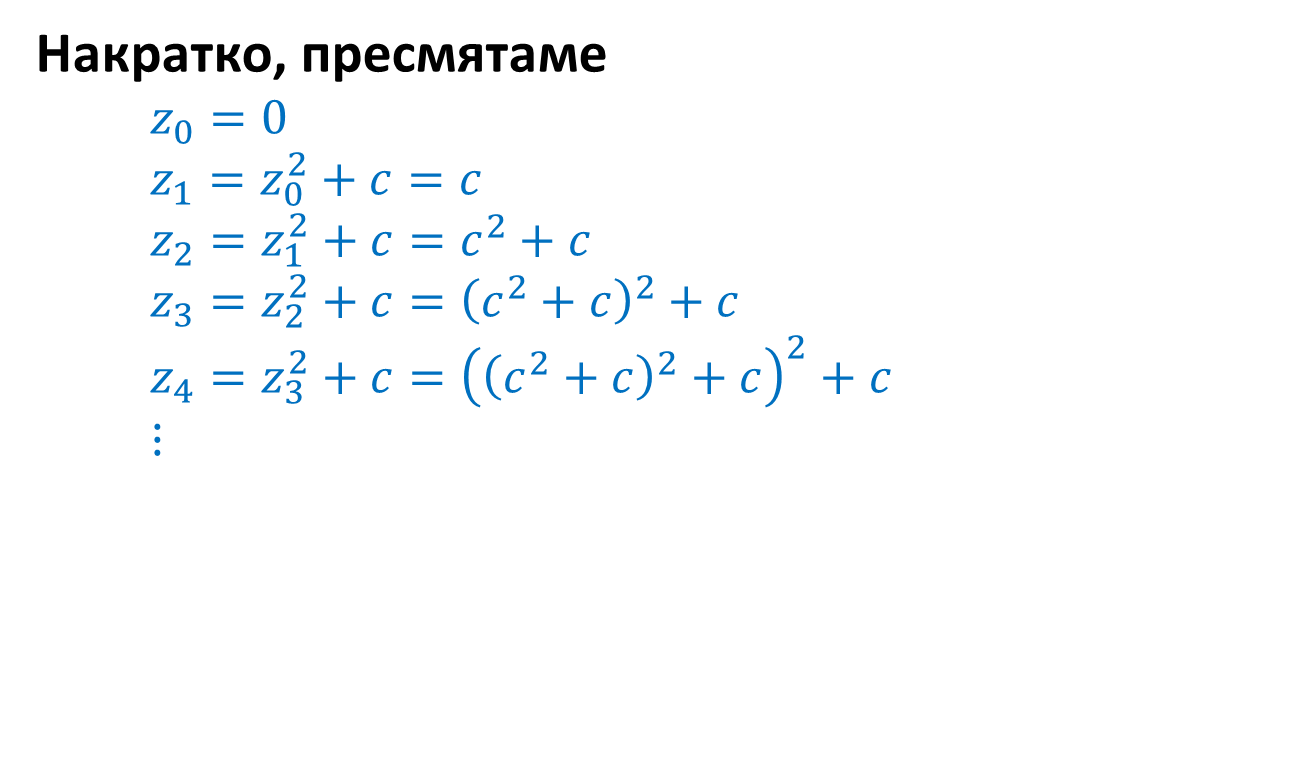 Накратко, пресмятаме
z₀ = 0
z₁ = z₀² + c = c
z₂ = z₁² + c = c² + c
z₃ = z₂² + c = (c² + c)² + c
z₄ = z₃² + c = ((c² + c)² + c)² + c
⋮